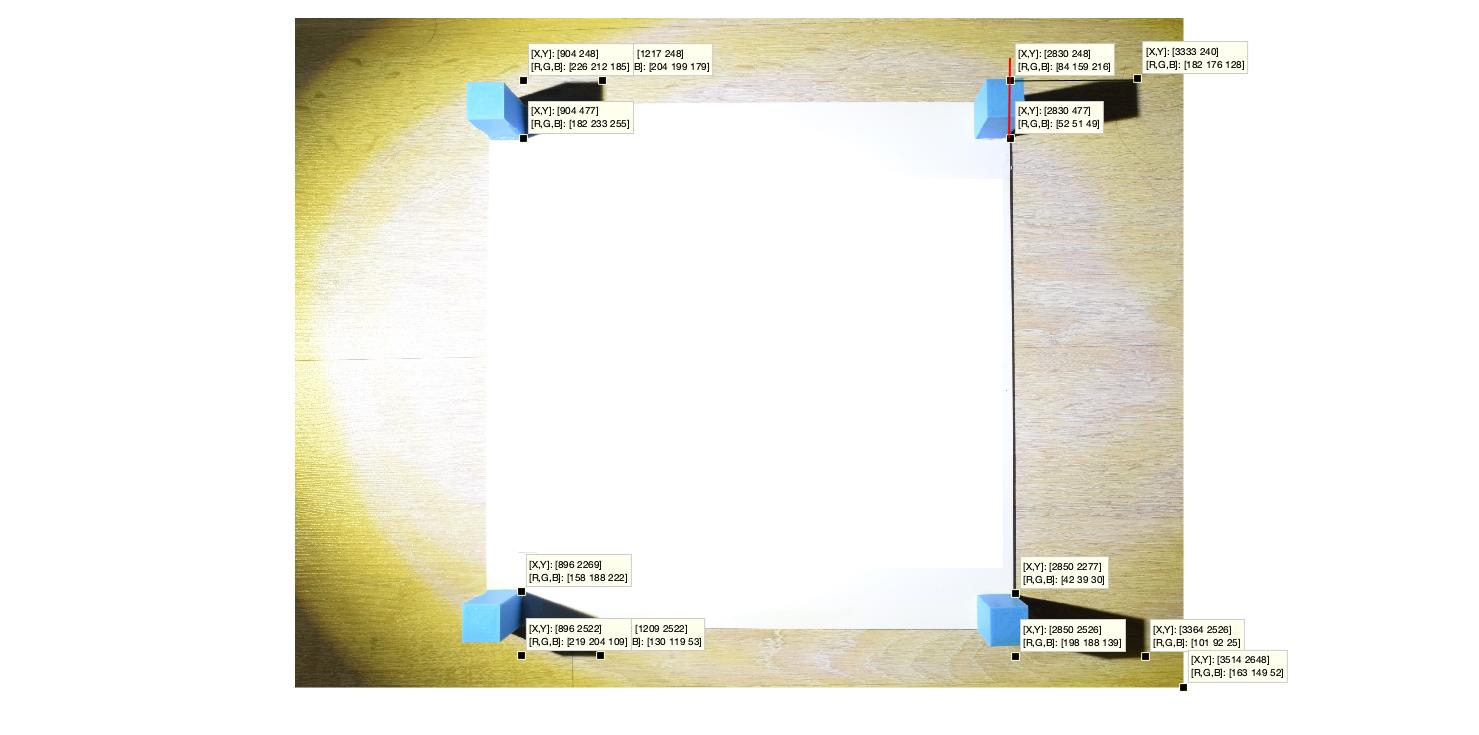 [X,Y]: [904 248]
[R,G,B]: [226 212 185]
[1217 248]
B]: [204 199 179]
[X,Y]: [2830 248]
[R,G,B]: [84 159 216]
[X,Y]: [3333 240]
[R,G,B]: [182 176 128]
[X,Y]: [904 477]
[R,G,B]: [182 233 255]
[X,Y]: [2830 477]
[R,G,B]: [52 51 49]
[X,Y]: [896 2269]
[R,G,B]: [158 188 222]
[X,Y]: [2850 2277]
[R,G,B]: [42 39 30]
[X,Y]: [896 2522]
[R,G,B]: [219 204 109]
[1209 2522]
B]: [130 119 53]
[X,Y]: [2850 2526]
[R,G,B]: [198 188 139]
[X,Y]: [3364 2526]
[R,G,B]: [101 92 25]
[X,Y]: [3514 2648]
[R,G,B]: [163 149 52]